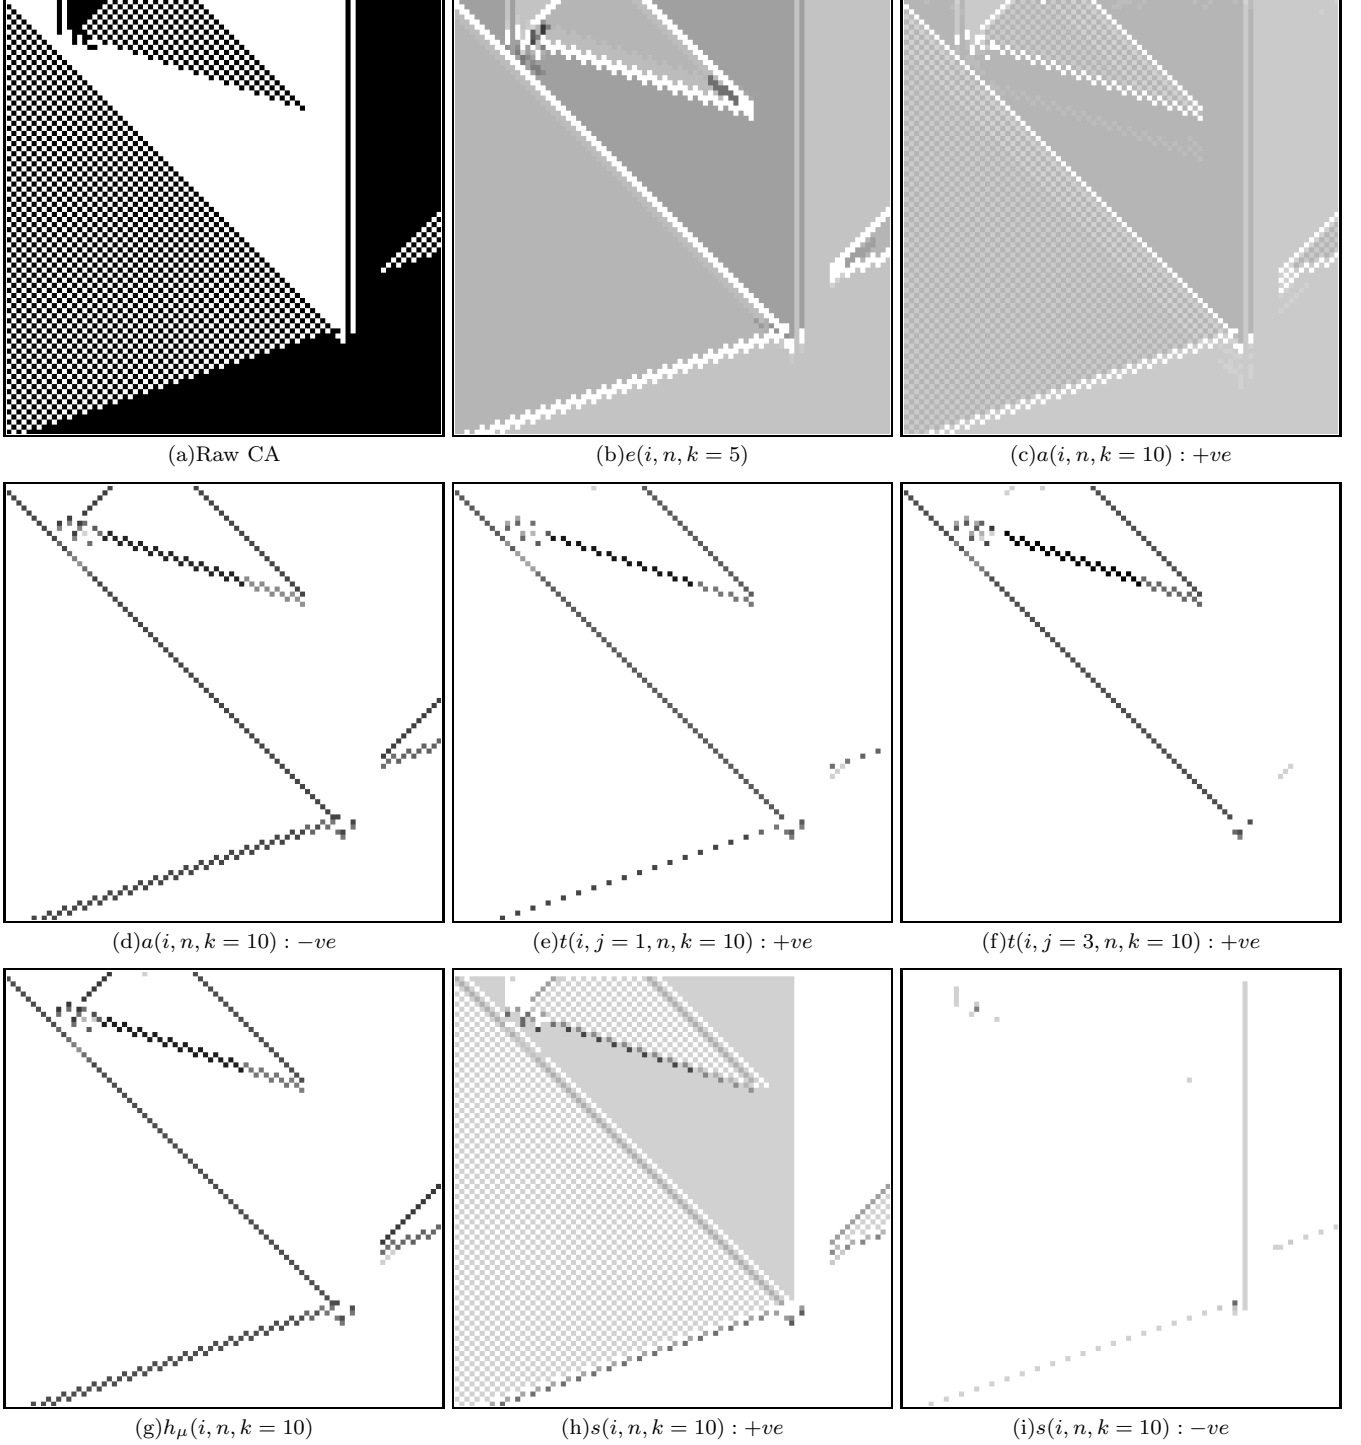 (a)Raw CA
(b)e(i, n, k = 5)
(c)a(i, n, k = 10) : +ve
(d)a(i, n, k = 10) : −ve
(e)t(i, j = 1, n, k = 10) : +ve
(f)t(i, j = 3, n, k = 10) : +ve
(g)hμ(i, n, k = 10)
(h)s(i, n, k = 10) : +ve
(i)s(i, n, k = 10) : −ve